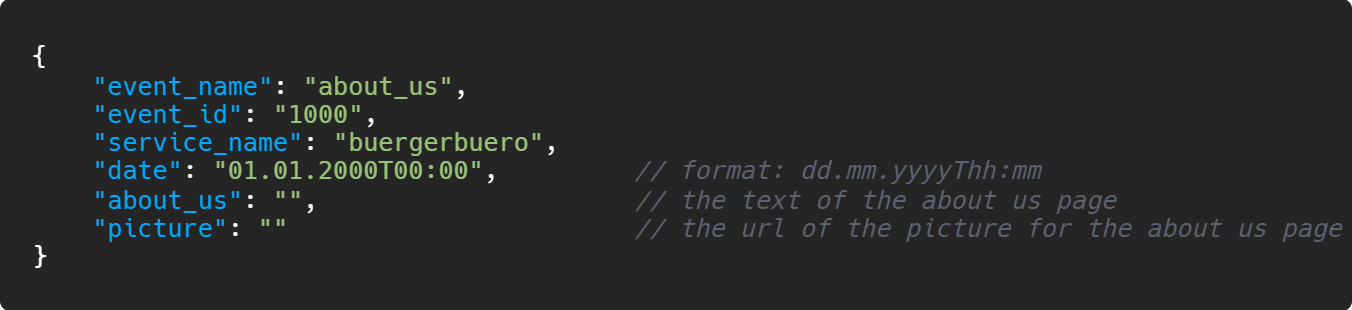 {
    "event_name": "about_us",
    "event_id": "1000",
    "service_name": "buergerbuero",
    "date": "01.01.2000T00:00",          // format: dd.mm.yyyyThh:mm
    "about_us": "",                      // the text of the about us page
    "picture": ""                        // the url of the picture for the about us page
}